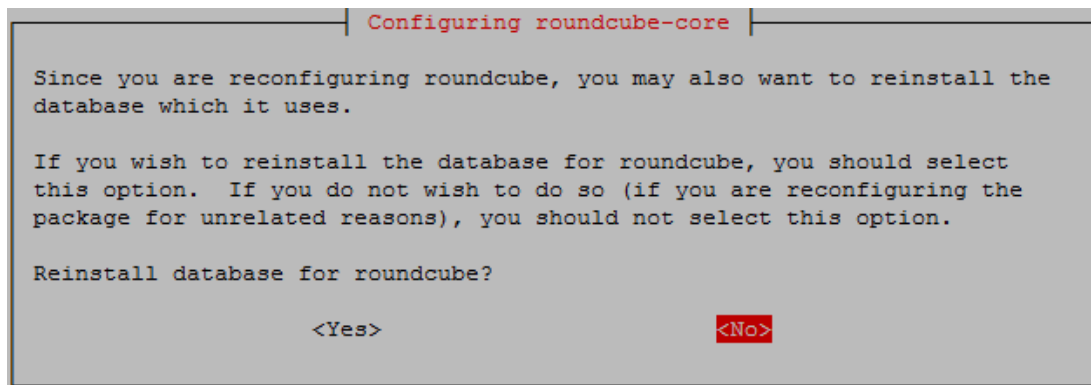 Configuring roundcube-core
Since you are reconfiguring roundcube, you may also want to reinstall the
database which it uses.
If you wish to reinstall the database for roundcube, you should select
this option.  If you do not wish to do so (if you are reconfiguring the
package for unrelated reasons), you should not select this option.
Reinstall database for roundcube?
<Yes> <No>